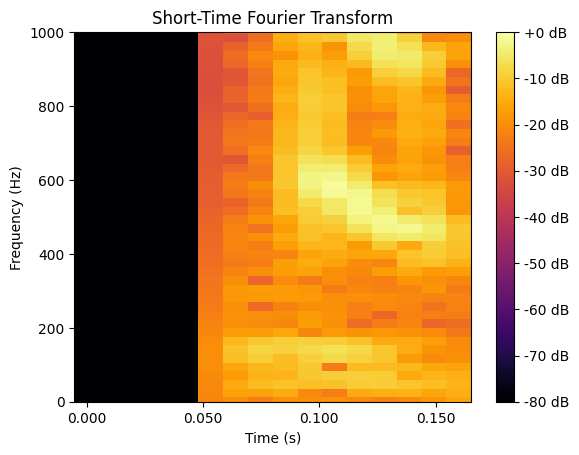 Short-Time Fourier Transform
1000
800
600
400
200
0
Frequency (Hz)
0.000
0.050
0.100
0.150
Time (s)
+0 dB
-10 dB
-20 dB
-30 dB
-40 dB
-50 dB
-60 dB
-70 dB
-80 dB